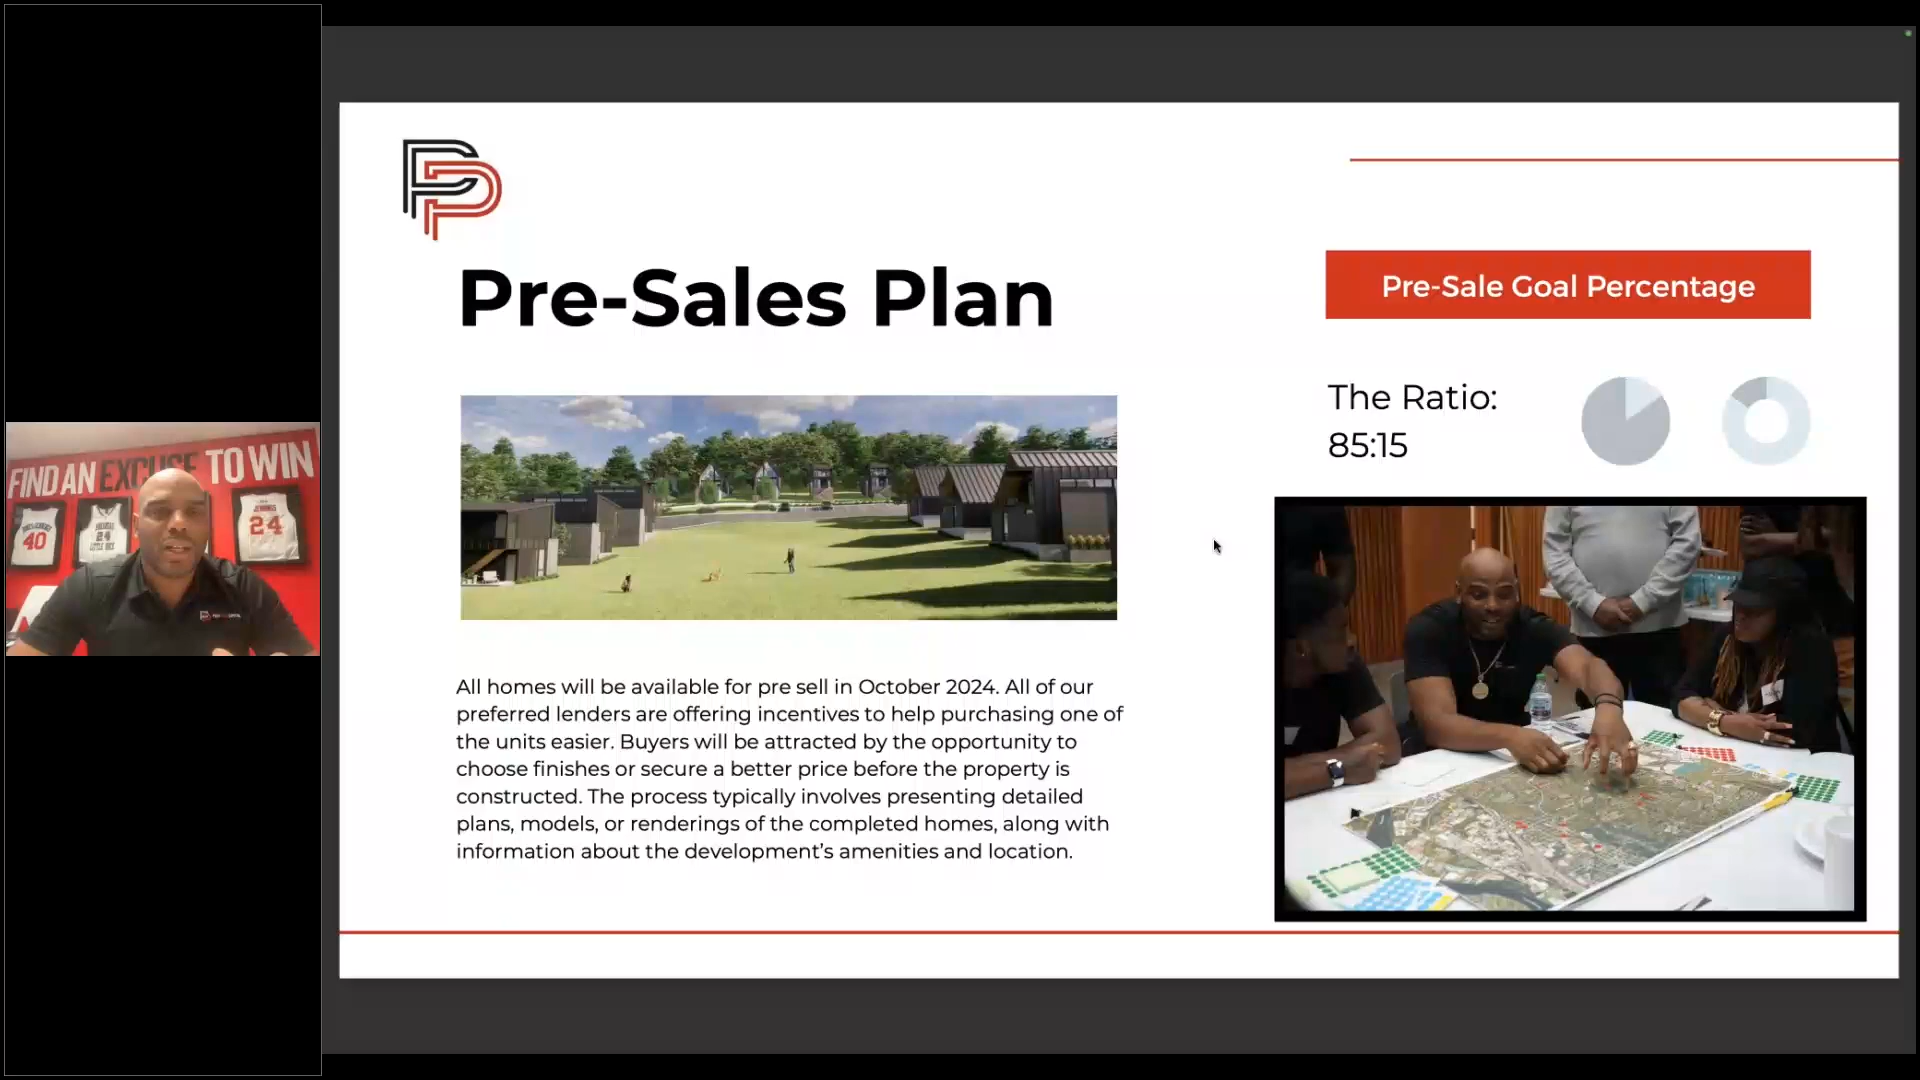 FIND AN EXCUSE TO WIN
40
24
LITTLE ROCK
JENNINGS
24
Pre-Sales Plan
All homes will be available for pre sell in October 2024. All of our
preferred lenders are offering incentives to help purchasing one of
the units easier. Buyers will be attracted by the opportunity to
choose finishes or secure a better price before the property is
constructed. The process typically involves presenting detailed
plans, models, or renderings of the completed homes, along with
information about the development’s amenities and location.
Pre-Sale Goal Percentage
The Ratio:
85:15